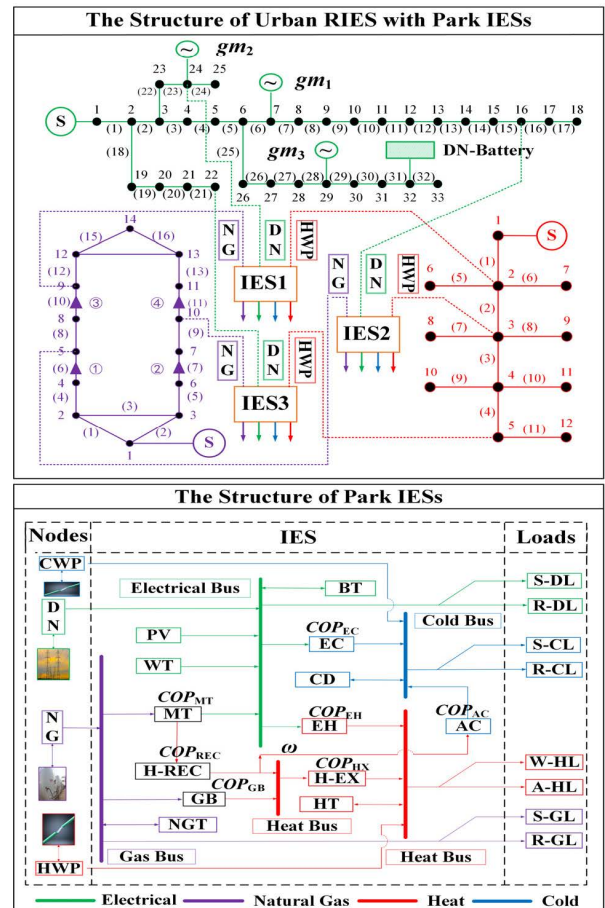 The Structure of Urban RIES with Park IESs
gm2
23 24 25
(22) (23) (24)
gm1
S 1 2 3 4 5 6 7 8 9 10 11 12 13 14 15 16 17 18
(1) (2) (3) (4) (5) (6) (7) (8) (9) (10) (11) (12) (13) (14) (15) (16) (17)
(18) (25) gm3 DN-Battery
19 20 21 22 (26) (27) (28) (29) (30) (31) (32)
(19) (20) (21) 26 27 28 29 30 31 32 33
14
(15) (16)
12 13
(12) (13)
9 11
(10) ③ ④ (11)
8 10
(8) (9)
5 7
(6) ① ② (7)
4 6
(4) (5)
2 (3) 3
(1) (2)
1 S
NG DN HWP
IES1
NG DN HWP
IES2
NG DN HWP
IES3
1 S
(1)
6 (5) 2 (6) 7
(2)
8 (7) 3 (8) 9
(3)
10 (9) 4 (10) 11
(4)
5 (11) 12
The Structure of Park IESs
Nodes IES Loads
CWP
Electrical Bus BT S-DL
DN R-DL
PV COPEC Cold Bus
EC S-CL
WT
CD R-CL
COPMT COPEH COPAC
NG MT EH AC
COPREC ω COPHX
H-REC H-EX W-HL
COPGB
GB HT A-HL
NGT Heat Bus S-GL
HWP Gas Bus Heat Bus R-GL
Electrical Natural Gas Heat Cold